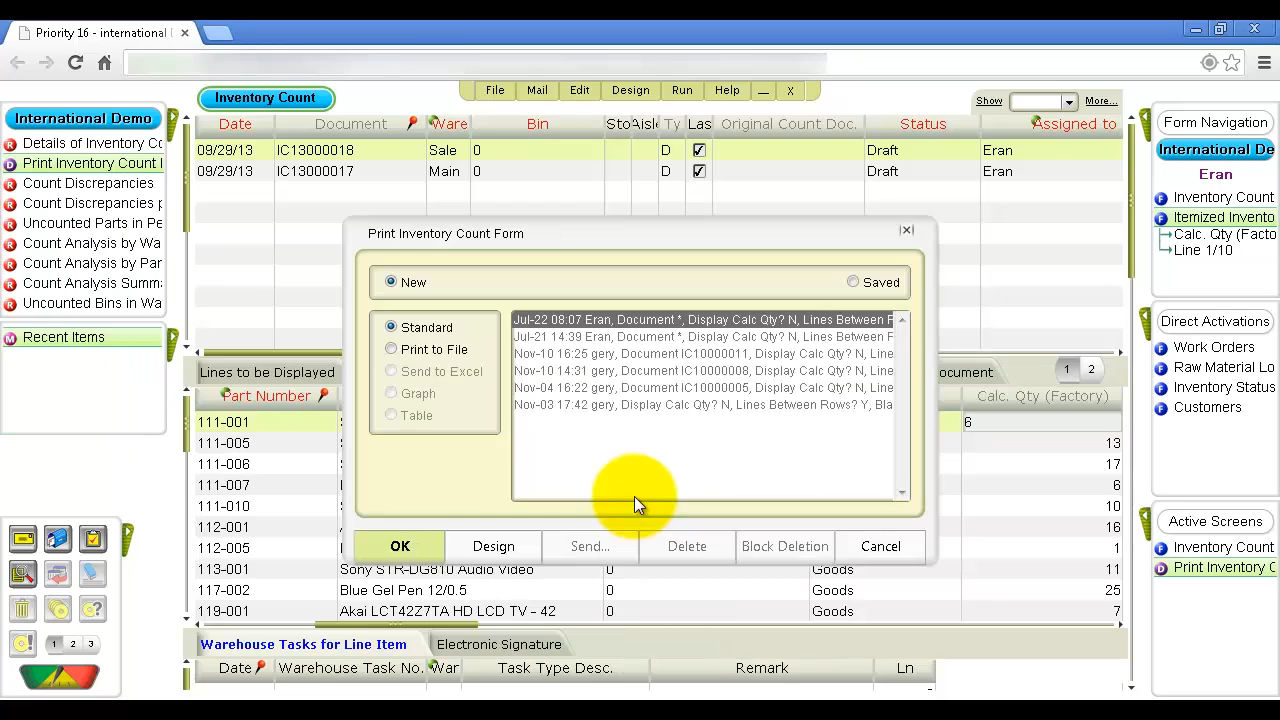 Priority 16 - international
Inventory Count
File Mail Edit Design Run Help _ X
Show More...
International Demo
Details of Inventory Co
Print Inventory Count I
Count Discrepancies
Count Discrepancies p
Uncounted Parts in Pe
Count Analysis by Wa
Count Analysis by Par
Count Analysis Summ
Uncounted Bins in Wa
Recent Items
1 2 3
Date Document Ware Bin Sto Aisl Ty Las Original Count Doc. Status Assigned to
09/29/13 IC13000018 Sale 0 D Draft Eran
09/29/13 IC13000017 Main 0 D Draft Eran
Print Inventory Count Form
New Saved
Standard
Print to File
Send to Excel
Graph
Table
Jul-22 08:07 Eran, Document *, Display Calc Qty? N, Lines Between R
Jul-21 14:39 Eran, Document *, Display Calc Qty? N, Lines Between R
Nov-10 16:25 gery, Document IC10000011, Display Calc Qty? N, Lin
Nov-10 14:31 gery, Document IC10000008, Display Calc Qty? N, Lin
Nov-04 16:22 gery, Document IC10000005, Display Calc Qty? N, Line
Nov-03 17:42 gery, Display Calc Qty? N, Lines Between Rows? Y, Bla
OK Design Send... Delete Block Deletion Cancel
Lines to be Displayed ocument 1 2
Part Number Calc. Qty (Factory)
111-001 S 6
111-005 13
111-006 17
111-007 6
111-010 10
112-001 16
112-005 11
113-001 Sony STR-DG810 Audio Video 0 Goods 11
117-002 Blue Gel Pen 12/0.5 0 Goods 25
119-001 Akai LCT42Z7TA HD LCD TV - 42 0 Goods 7
Warehouse Tasks for Line Item Electronic Signature
Date Warehouse Task No. War Task Type Desc. Rmark Ln
Form Navigation
International De
Eran
Inventory Count
Itemized Invento
Calc. Qty (Facto
Line 1/10
Direct Activations
Work Orders
Raw Material Lo
Inventory Status
Customers
Active Screens
Inventory Count
Print Inventory C